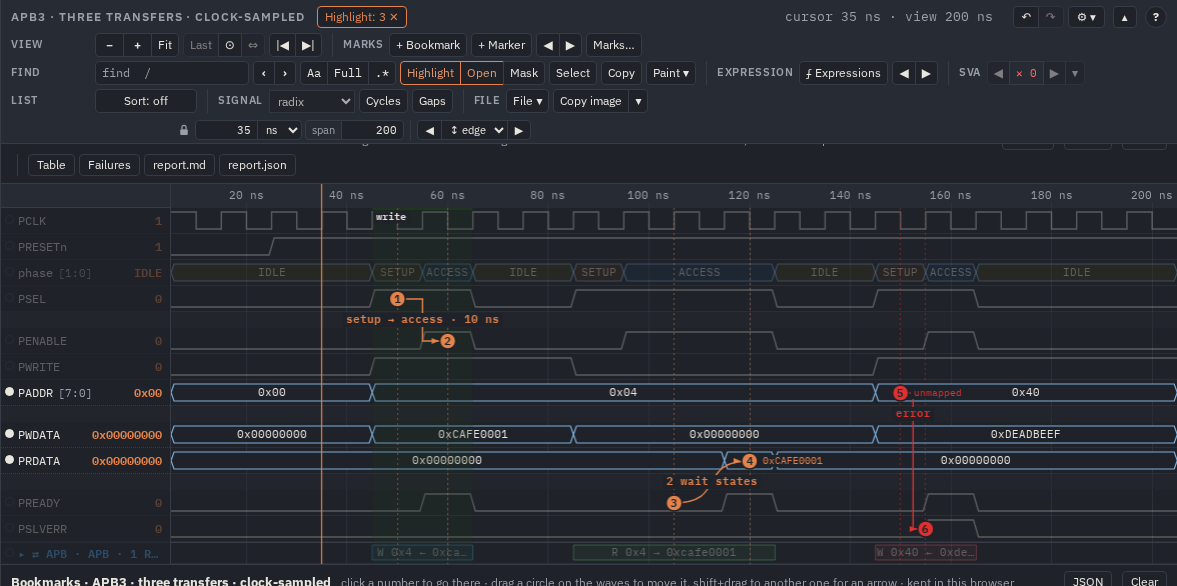 APB3 · THREE TRANSFERS · CLOCK-SAMPLED Highlight: 3 × cursor 35 ns · view 200 ns ↶ ↷ ⚙ ▾ ▲ ?
VIEW − + Fit Last ⊙ ⇔ |◀ ▶| MARKS + Bookmark + Marker ◀ ▶ Marks...
FIND find / ‹ › Aa Full .* Highlight Open Mask Select Copy Paint ▾ EXPRESSION ƒ Expressions ◀ ▶ SVA ◀ × 0 ▶ ▾
LIST Sort: off SIGNAL radix Cycles Gaps FILE File ▾ Copy image ▾
35 ns span 200 ◀ ↕ edge ▶
Table Failures report.md report.json
20 ns 40 ns 60 ns 80 ns 100 ns 120 ns 140 ns 160 ns 180 ns 200 ns
PCLK 1 write
PRESETn 1
phase [1:0] IDLE IDLE SETUP ACCESS IDLE SETUP ACCESS IDLE SETUP ACCESS IDLE
PSEL 0 1
setup → access · 10 ns
PENABLE 0 2
PWRITE 0
PADDR [7:0] 0x00 0x00 0x04 5 unmapped 0x40
error
PWDATA 0x00000000 0x00000000 0xCAFE0001 0x00000000 0xDEADBEEF
PRDATA 0x00000000 0x00000000 4 0xCAFE0001 0x00000000
2 wait states
PREADY 0 3
PSLVERR 0 6
▸ ⇄ APB · APB · 1 R… W 0x4 ← 0xca… R 0x4 → 0xcafe0001 W 0x40 ← 0xde…
Bookmarks · APB3 · three transfers · clock-sampled click a number to go there · drag a circle on the waves to move it, shift+drag to another one for an arrow · kept in this browser JSON Clear